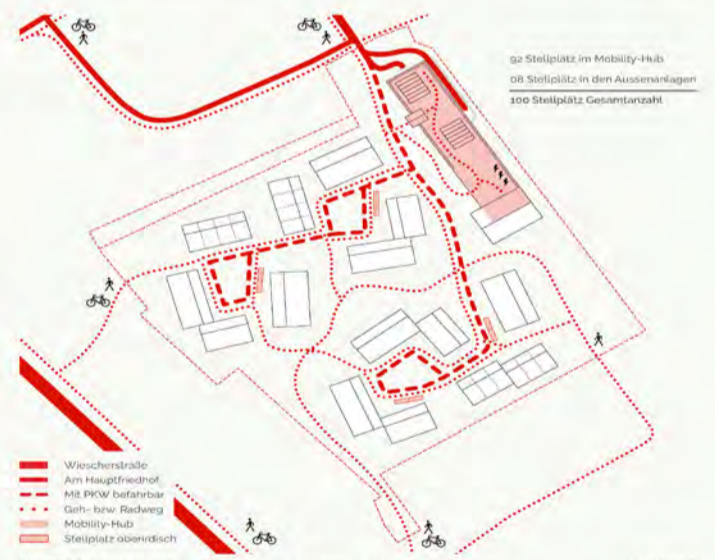 92 Stellplätz im Mobility-Hub
08 Stellplätz in den Aussenanlagen
100 Stellplätz Gesamtanzahl
Wiescherstraße
Am Hauptfriedhof
Mit PKW befahrbar
Geh- bzw. Radweg
Mobility-Hub
Stellplatz oberirdisch